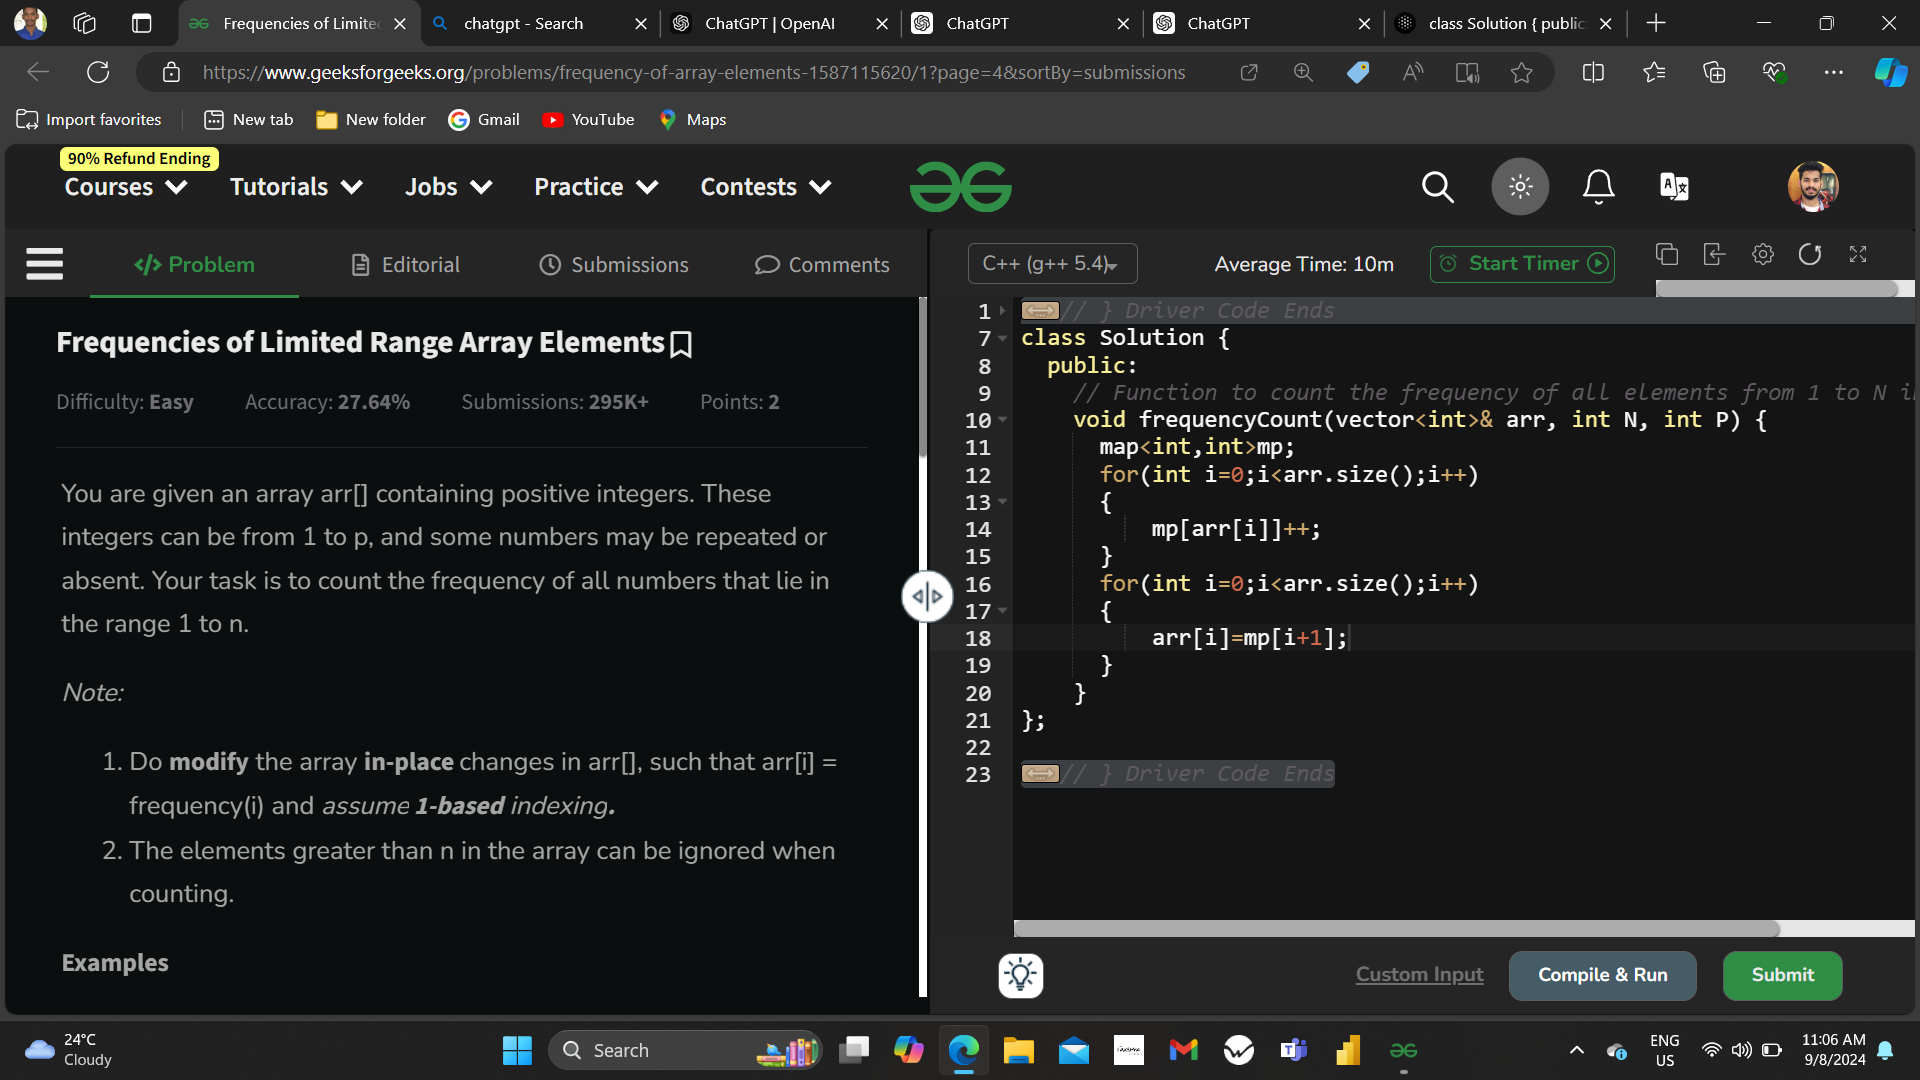 Frequencies of Limite
chatgpt - Search
ChatGPT | OpenAI
ChatGPT
ChatGPT
class Solution { public:
https://www.geeksforgeeks.org/problems/frequency-of-array-elements-1587115620/1?page=4&sortBy=submissions
Import favorites
New tab
New folder
Gmail
YouTube
Maps
90% Refund Ending
Courses
Tutorials
Jobs
Practice
Contests
Problem
Editorial
Submissions
Comments
C++ (g++ 5.4)
Average Time: 10m
Start Timer
Frequencies of Limited Range Array Elements
Difficulty: Easy
Accuracy: 27.64%
Submissions: 295K+
Points: 2
You are given an array arr[] containing positive integers. These
integers can be from 1 to p, and some numbers may be repeated or
absent. Your task is to count the frequency of all numbers that lie in
the range 1 to n.
Note:
1. Do modify the array in-place changes in arr[], such that arr[i] =
frequency(i) and assume 1-based indexing.
2. The elements greater than n in the array can be ignored when
counting.
Examples
1 // } Driver Code Ends
7 class Solution {
8 public:
9 // Function to count the frequency of all elements from 1 to N i
10 void frequencyCount(vector<int>& arr, int N, int P) {
11 map<int,int>mp;
12 for(int i=0;i<arr.size();i++)
13 {
14 mp[arr[i]]++;
15 }
16 for(int i=0;i<arr.size();i++)
17 {
18 arr[i]=mp[i+1];
19 }
20 }
21 };
22
23 // } Driver Code Ends
Custom Input
Compile & Run
Submit
24°C
Cloudy
Search
ENG
US
11:06 AM
9/8/2024